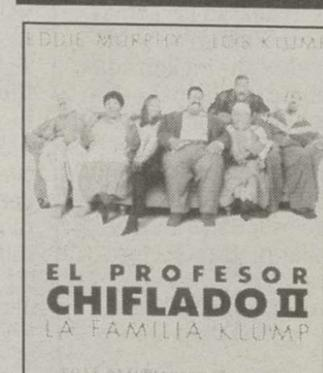 EDDIE MURPHY LOS KLUMP
EL PROFESOR
CHIFLADO II
LA FAMILIA KLUMP